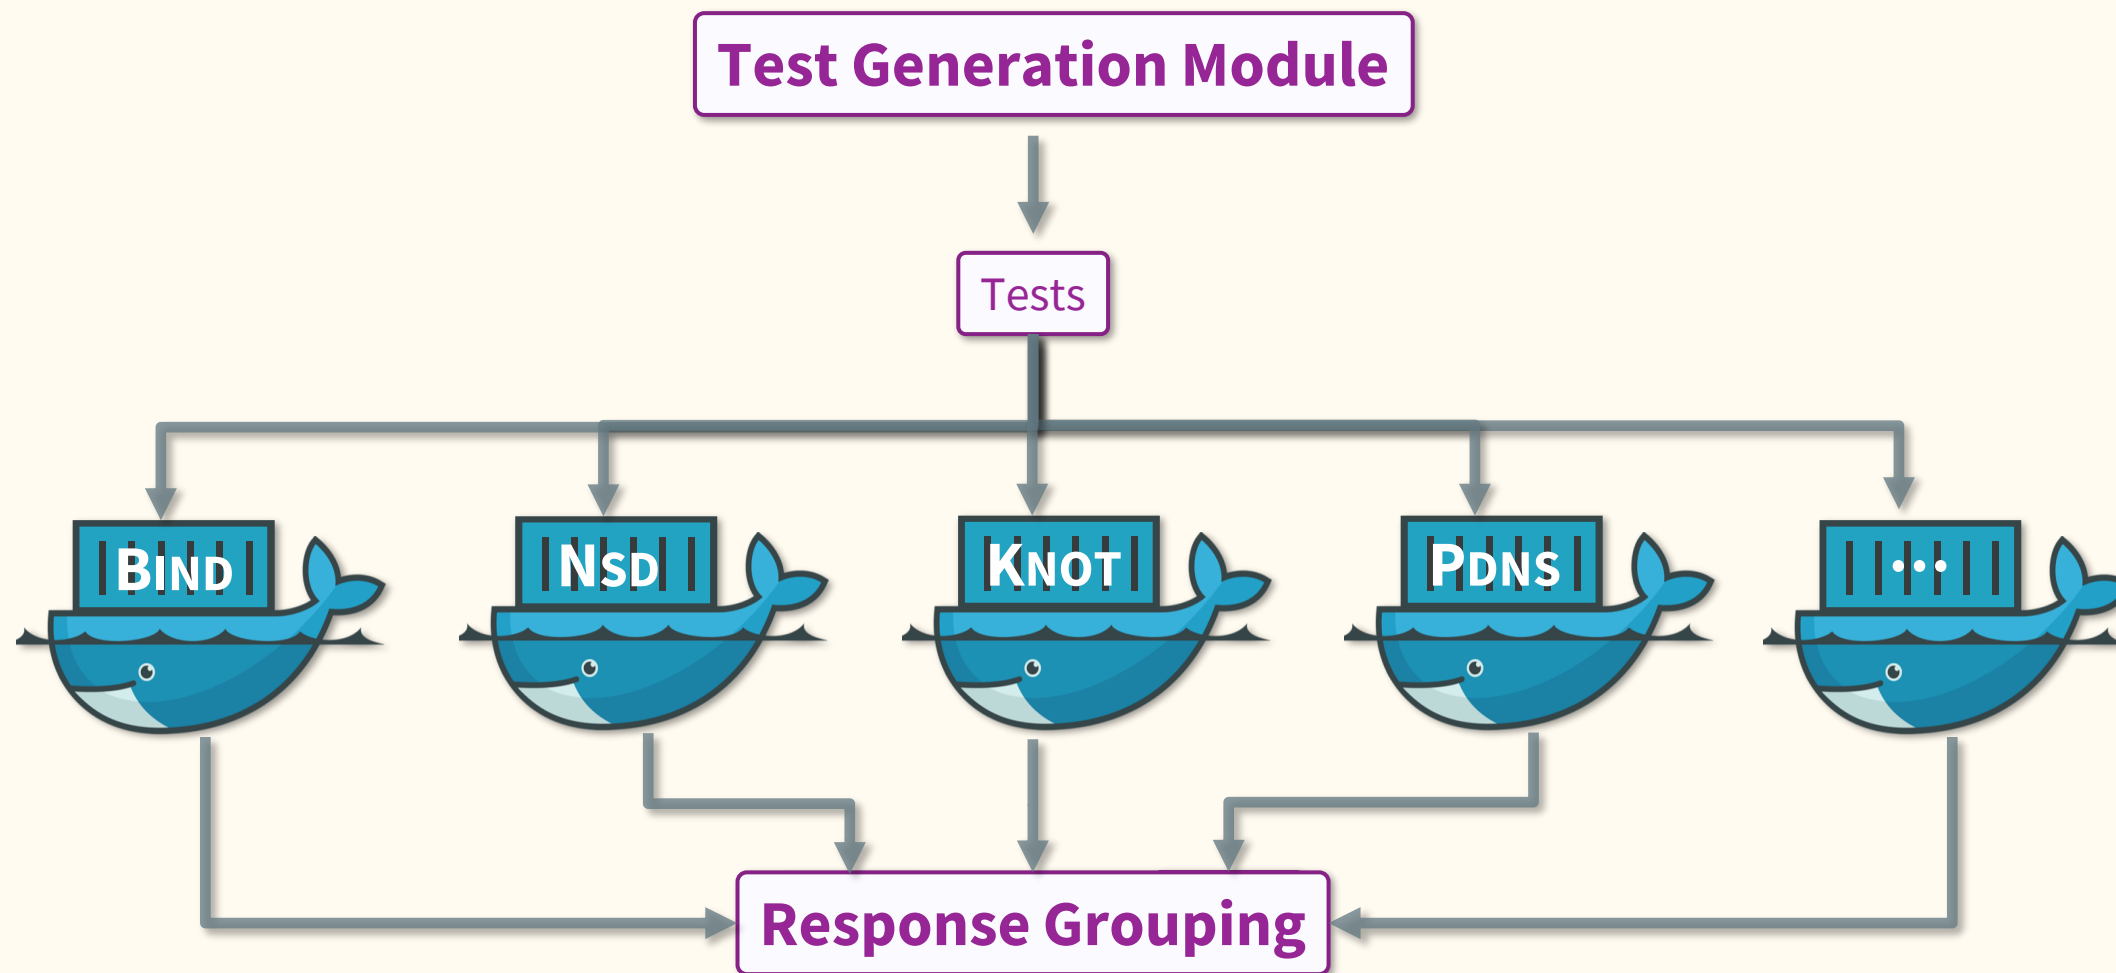 Test Generation Module
Tests
BIND
NSD
KNOT
PDNS
...
Response Grouping